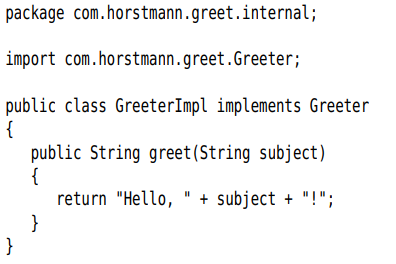 package com.horstmann.greet.internal;
import com.horstmann.greet.Greeter;
public class GreeterImpl implements Greeter
{
public String greet(String subject)
{
return "Hello, " + subject + "!";
}
}